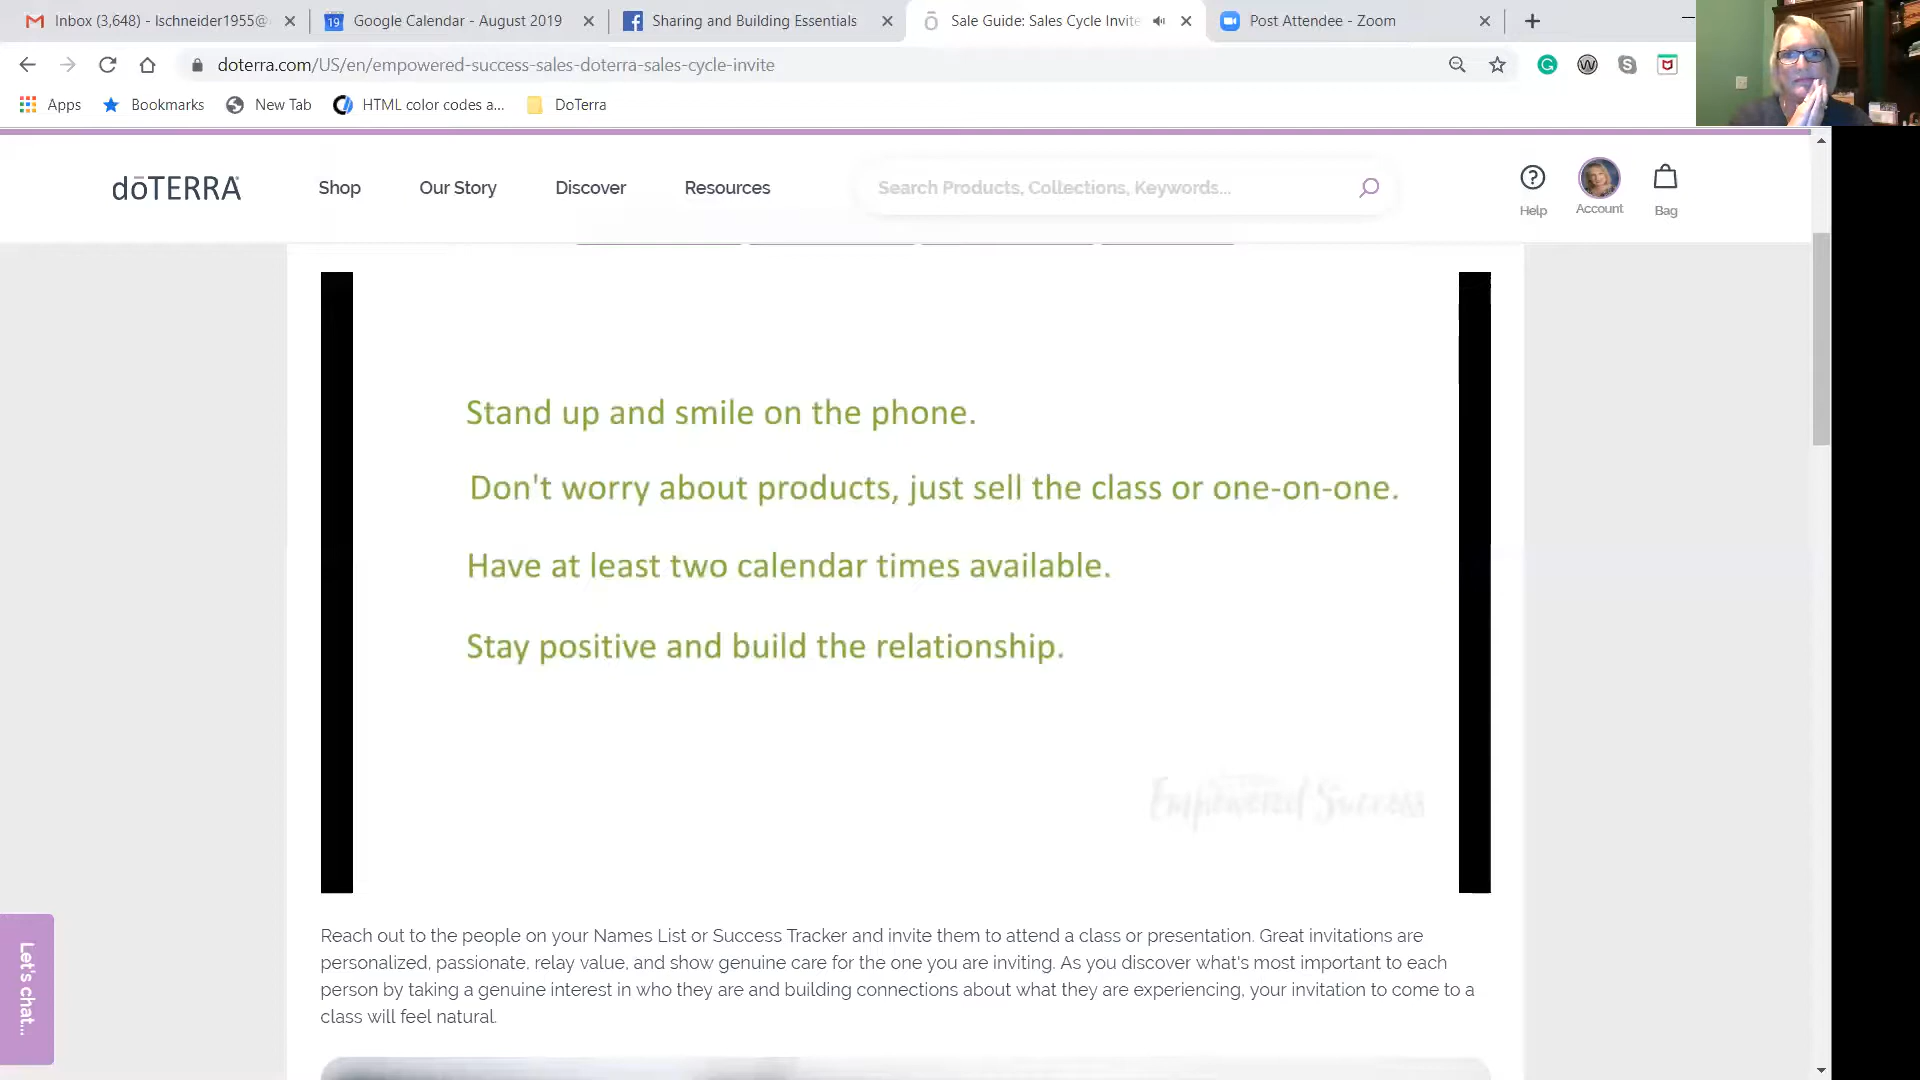 Inbox (3,648) - lschneider1955@
Google Calendar - August 2019
Sharing and Building Essentials
Sale Guide: Sales Cycle Invite
Post Attendee - Zoom
doterra.com/US/en/empowered-success-sales-doterra-sales-cycle-invite
Apps
Bookmarks
New Tab
HTML color codes a...
DoTerra
dōTERRA
Shop
Our Story
Discover
Resources
Search Products, Collections, Keywords...
Help
Account
Bag
Stand up and smile on the phone.
Don't worry about products, just sell the class or one-on-one.
Have at least two calendar times available.
Stay positive and build the relationship.
Empowered Success
Reach out to the people on your Names List or Success Tracker and invite them to attend a class or presentation. Great invitations are
personalized, passionate, relay value, and show genuine care for the one you are inviting. As you discover what's most important to each
person by taking a genuine interest in who they are and building connections about what they are experiencing, your invitation to come to a
class will feel natural.
Let's chat...